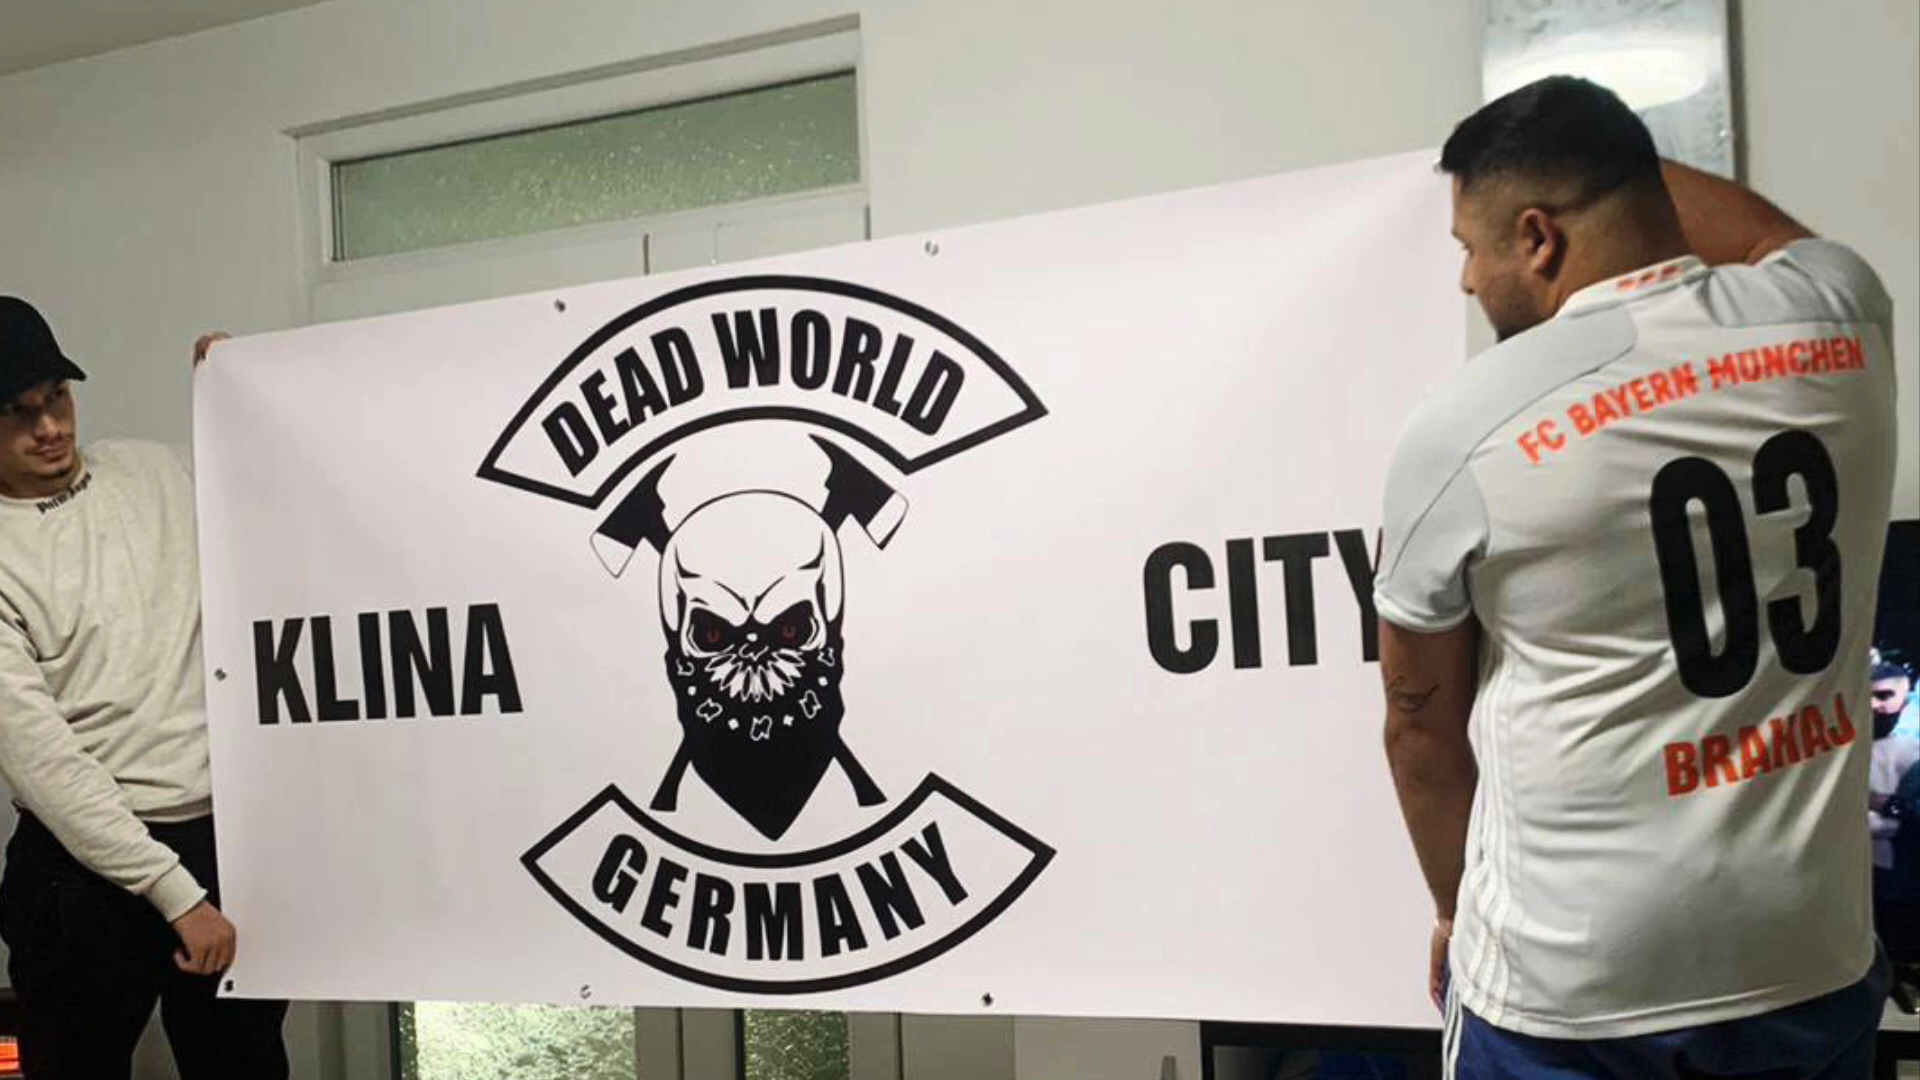 DEAD WORLD
KLINA
CITY
GERMANY
FC BAYERN MÜNCHEN
03
BRAKAJ